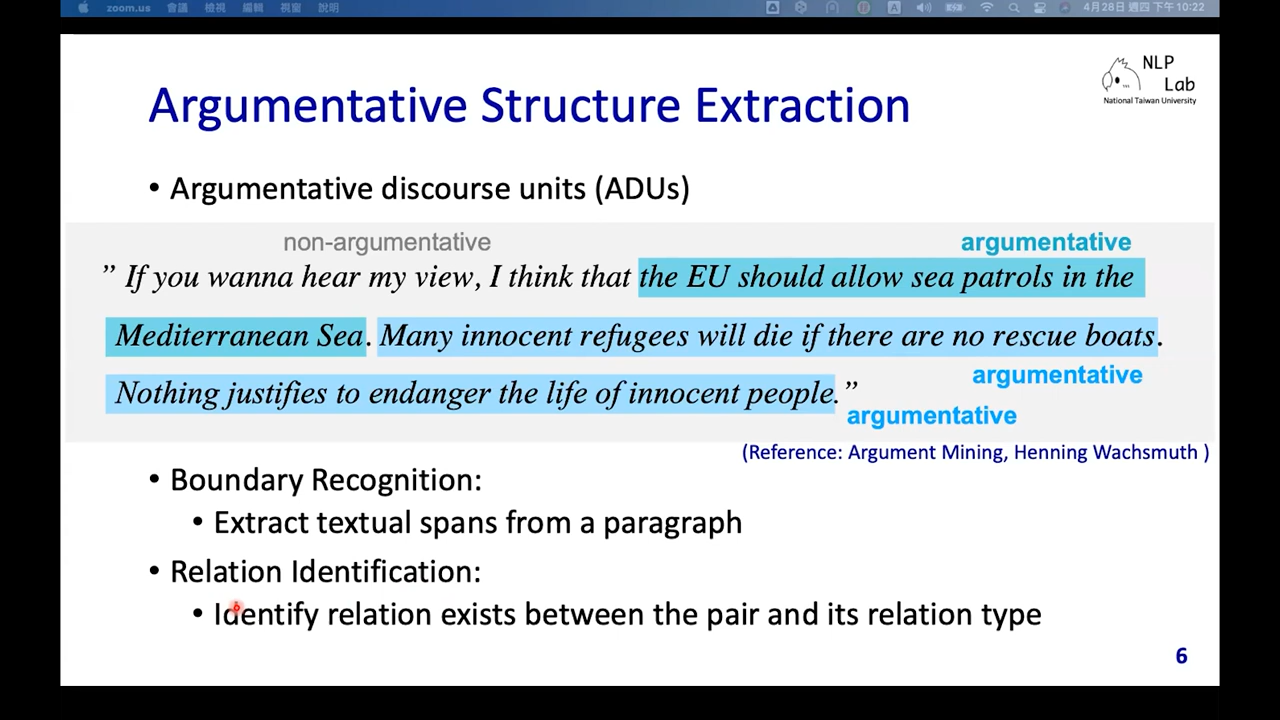 zoom.us 會議 檢視 編輯 視窗 說明 4月28日 週四 下午10:22
NLP
Lab
National Taiwan University
Argumentative Structure Extraction
• Argumentative discourse units (ADUs)
non-argumentative argumentative
” If you wanna hear my view, I think that the EU should allow sea patrols in the
Mediterranean Sea. Many innocent refugees will die if there are no rescue boats.
argumentative
Nothing justifies to endanger the life of innocent people.”
argumentative
(Reference: Argument Mining, Henning Wachsmuth )
• Boundary Recognition:
• Extract textual spans from a paragraph
• Relation Identification:
• Identify relation exists between the pair and its relation type
6